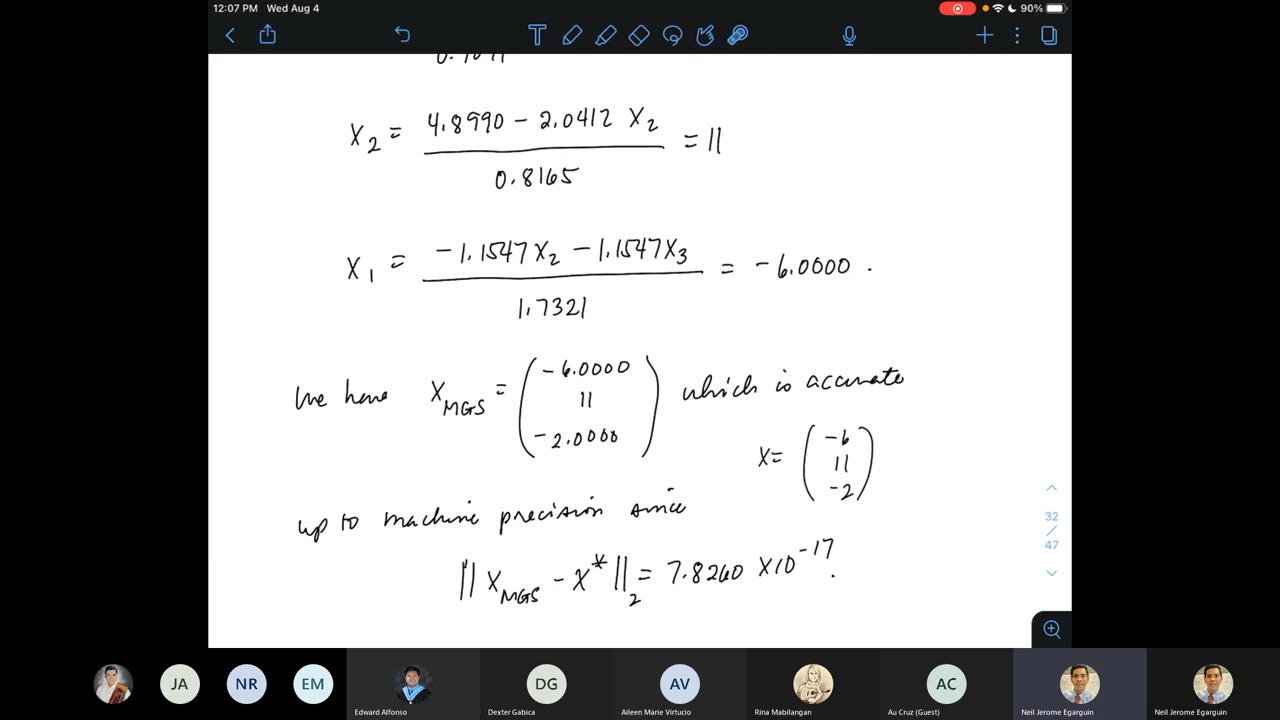 12:07 PM Wed Aug 4
90%
X₂ = (4.8990 - 2.0412 X₂) / 0.8165 = 11
X₁ = (-1.1547 X₂ - 1.1547 X₃) / 1.7321 = -6.0000 .
We have X_MGS = (-6.0000, 11, -2.0000) which is accurate
X = (-6, 11, -2)
up to machine precision since
|| X_MGS - X* ||₂ = 7.8260 × 10⁻¹⁷.
32
/
47
JA
NR
EM
DG
AV
AC
Edward Alfonso
Dexter Gabica
Aileen Marie Virtucio
Rina Mabilangan
Au Cruz (Guest)
Neil Jerome Egarguin
Neil Jerome Egarguin